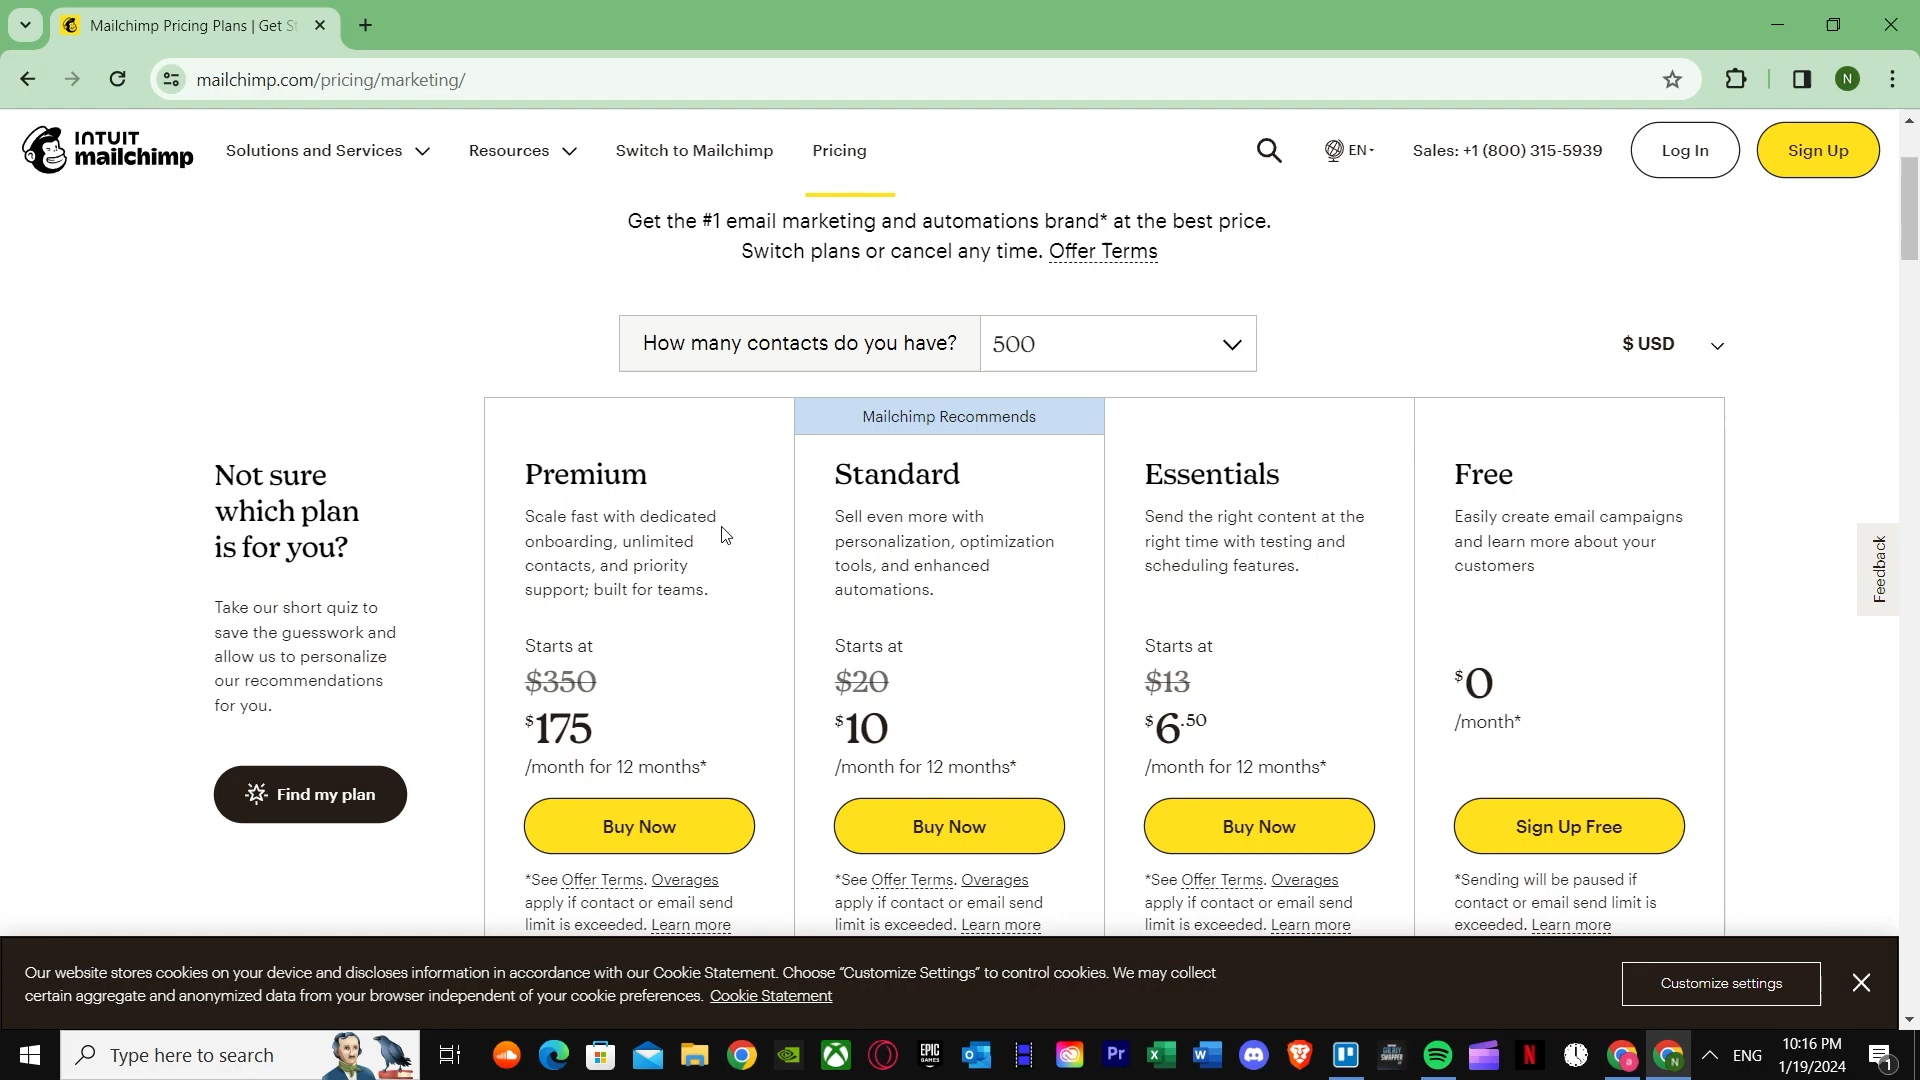 Mailchimp Pricing Plans | Get St
mailchimp.com/pricing/marketing/
N
INTUIT
mailchimp
Solutions and Services
Resources
Switch to Mailchimp
Pricing
EN
Sales: +1 (800) 315-5939
Log In
Sign Up
Get the #1 email marketing and automations brand* at the best price.
Switch plans or cancel any time. Offer Terms
How many contacts do you have?
500
$ USD
Not sure
which plan
is for you?
Take our short quiz to
save the guesswork and
allow us to personalize
our recommendations
for you.
Find my plan
Premium
Scale fast with dedicated
onboarding, unlimited
contacts, and priority
support; built for teams.
Starts at
$350
$175
/month for 12 months*
Buy Now
*See Offer Terms. Overages
apply if contact or email send
limit is exceeded. Learn more
Mailchimp Recommends
Standard
Sell even more with
personalization, optimization
tools, and enhanced
automations.
Starts at
$20
$10
/month for 12 months*
Buy Now
*See Offer Terms. Overages
apply if contact or email send
limit is exceeded. Learn more
Essentials
Send the right content at the
right time with testing and
scheduling features.
Starts at
$13
$6.50
/month for 12 months*
Buy Now
*See Offer Terms. Overages
apply if contact or email send
limit is exceeded. Learn more
Free
Easily create email campaigns
and learn more about your
customers
$0
/month*
Sign Up Free
*Sending will be paused if
contact or email send limit is
exceeded. Learn more
Feedback
Our website stores cookies on your device and discloses information in accordance with our Cookie Statement. Choose “Customize Settings” to control cookies. We may collect
certain aggregate and anonymized data from your browser independent of your cookie preferences. Cookie Statement
Customize settings
Type here to search
EPIC
GAMES
Pr
N
ENG
10:16 PM
1/19/2024
1